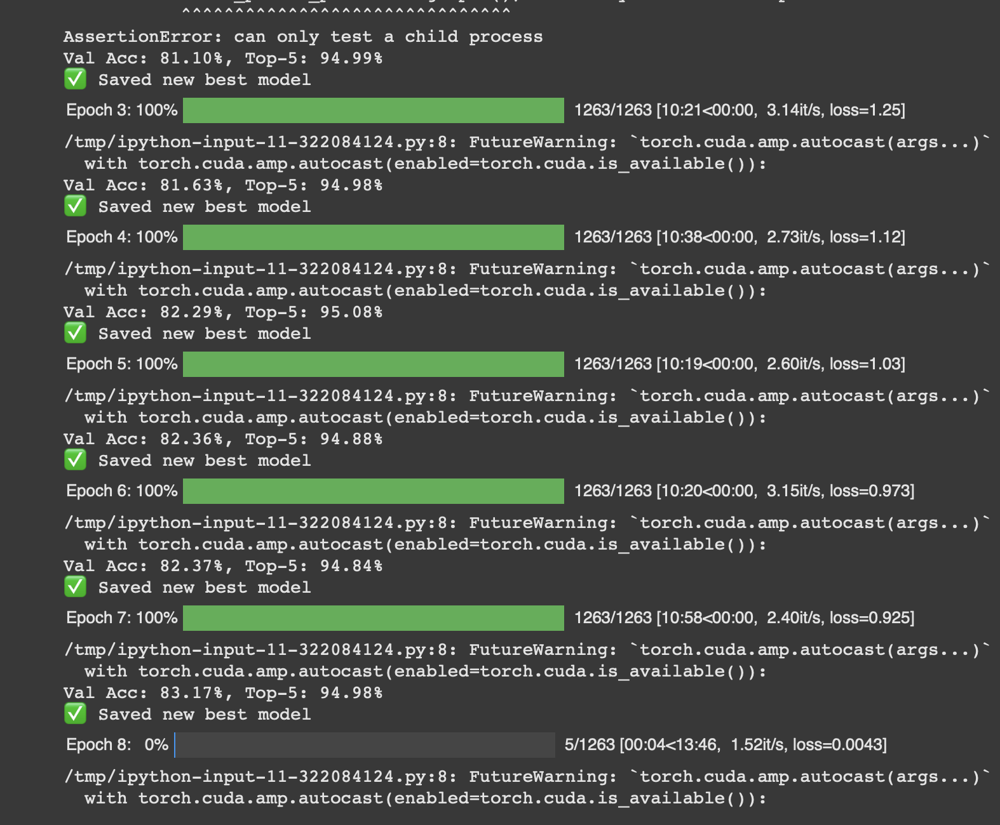 AssertionError: can only test a child process
Val Acc: 81.10%, Top-5: 94.99%
✅ Saved new best model
Epoch 3: 100% 1263/1263 [10:21<00:00, 3.14it/s, loss=1.25]
/tmp/ipython-input-11-322084124.py:8: FutureWarning: `torch.cuda.amp.autocast(args...)`
with torch.cuda.amp.autocast(enabled=torch.cuda.is_available()):
Val Acc: 81.63%, Top-5: 94.98%
✅ Saved new best model
Epoch 4: 100% 1263/1263 [10:38<00:00, 2.73it/s, loss=1.12]
/tmp/ipython-input-11-322084124.py:8: FutureWarning: `torch.cuda.amp.autocast(args...)`
with torch.cuda.amp.autocast(enabled=torch.cuda.is_available()):
Val Acc: 82.29%, Top-5: 95.08%
✅ Saved new best model
Epoch 5: 100% 1263/1263 [10:19<00:00, 2.60it/s, loss=1.03]
/tmp/ipython-input-11-322084124.py:8: FutureWarning: `torch.cuda.amp.autocast(args...)`
with torch.cuda.amp.autocast(enabled=torch.cuda.is_available()):
Val Acc: 82.36%, Top-5: 94.88%
✅ Saved new best model
Epoch 6: 100% 1263/1263 [10:20<00:00, 3.15it/s, loss=0.973]
/tmp/ipython-input-11-322084124.py:8: FutureWarning: `torch.cuda.amp.autocast(args...)`
with torch.cuda.amp.autocast(enabled=torch.cuda.is_available()):
Val Acc: 82.37%, Top-5: 94.84%
✅ Saved new best model
Epoch 7: 100% 1263/1263 [10:58<00:00, 2.40it/s, loss=0.925]
/tmp/ipython-input-11-322084124.py:8: FutureWarning: `torch.cuda.amp.autocast(args...)`
with torch.cuda.amp.autocast(enabled=torch.cuda.is_available()):
Val Acc: 83.17%, Top-5: 94.98%
✅ Saved new best model
Epoch 8: 0% 5/1263 [00:04<13:46, 1.52it/s, loss=0.0043]
/tmp/ipython-input-11-322084124.py:8: FutureWarning: `torch.cuda.amp.autocast(args...)`
with torch.cuda.amp.autocast(enabled=torch.cuda.is_available()):